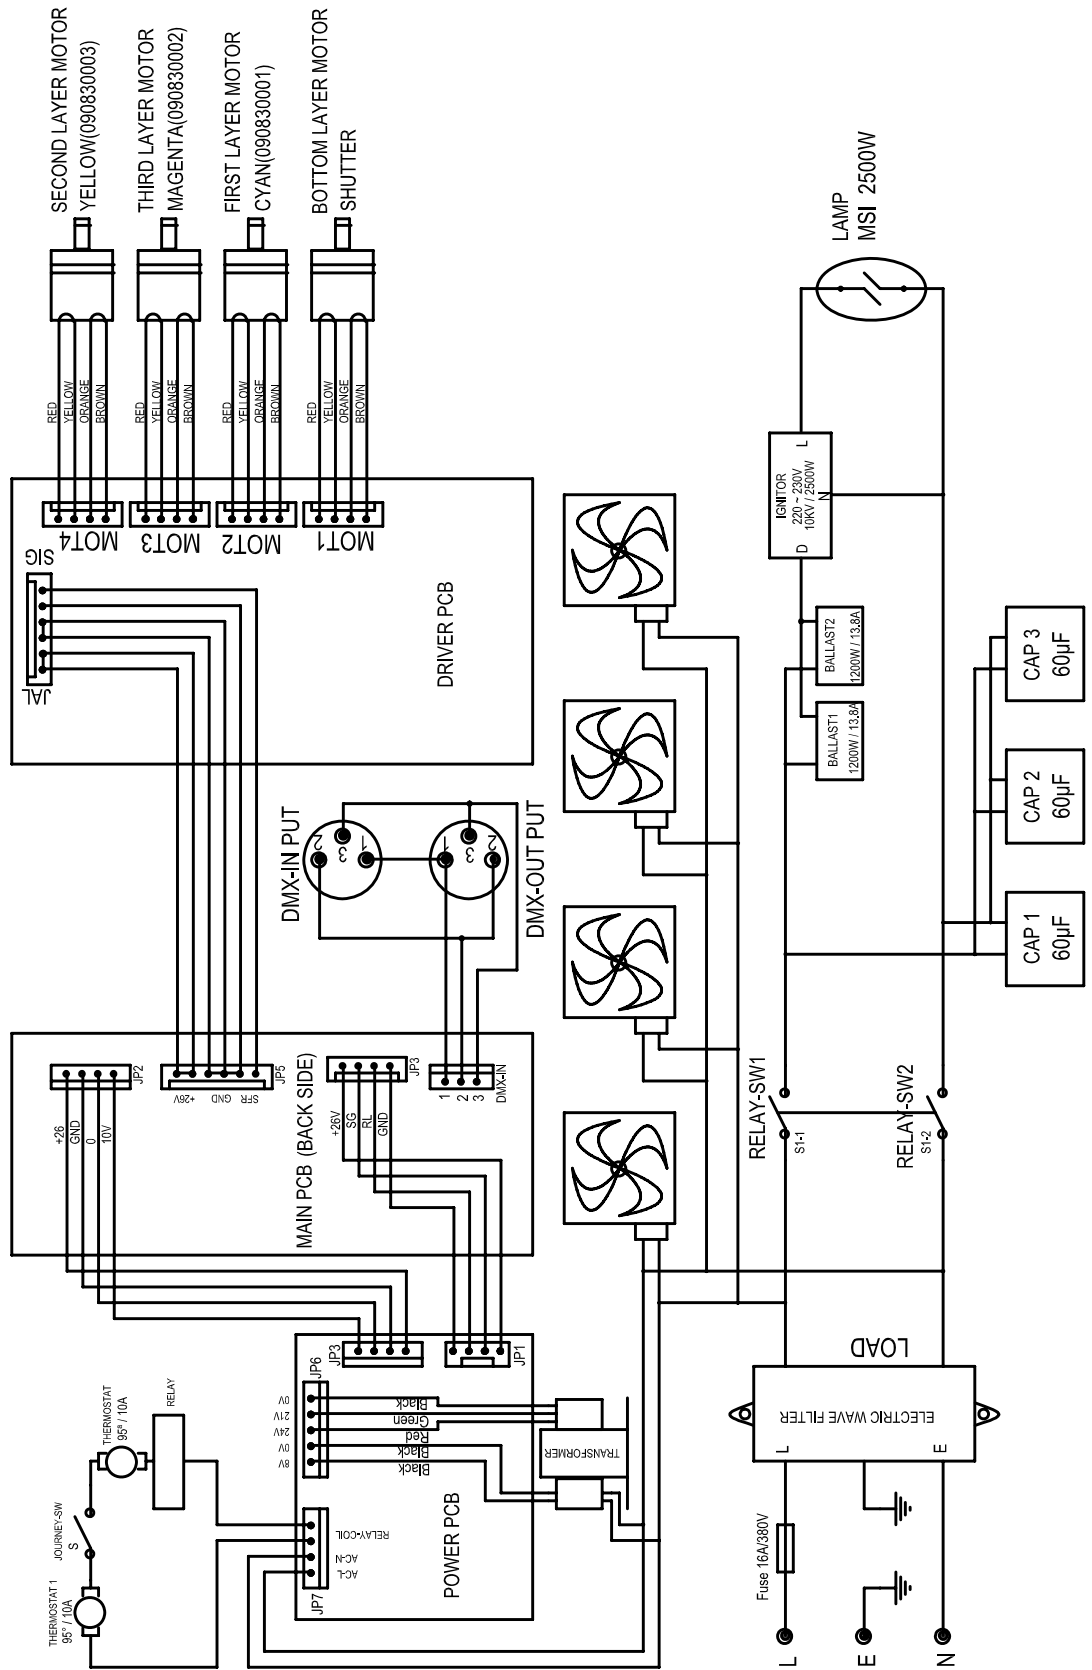 SECOND LAYER MOTOR
YELLOW(090830003)
THIRD LAYER MOTOR
MAGENTA(090830002)
FIRST LAYER MOTOR
CYAN(090830001)
BOTTOM LAYER MOTOR
SHUTTER
RED
YELLOW
ORANGE
BROWN
RED
YELLOW
ORANGE
BROWN
RED
YELLOW
ORANGE
BROWN
RED
YELLOW
ORANGE
BROWN
MOT4
MOT3
MOT2
MOT1
SIG
JAL
DRIVER PCB
DMX-IN PUT
2
3
1
DMX-OUT PUT
1
3
2
JP2
+26
GND
0
10V
JP5
+26V
GND
SFR
JP3
+26V
SG
RL
GND
DMX-IN
1
2
3
MAIN PCB (BACK SIDE)
THERMOSTAT
95° / 10A
RELAY
JOURNEY-SW
S
THERMOSTAT 1
95° / 10A
JP3
JP1
JP6
0V
21V
24V
0V
8V
Black
Green
Red
Black
Black
TRANSFORMER
JP7
RELAY-COIL
AC-N
AC-L
POWER PCB
LAMP
MSI 2500W
IGNITOR
220 ~ 230V
10KV / 2500W
L
N
D
BALLAST2
1200W / 13.8A
BALLAST1
1200W / 13.8A
CAP 3
60µF
CAP 2
60µF
CAP 1
60µF
RELAY-SW1
S1-1
RELAY-SW2
S1-2
LOAD
ELECTRIC WAVE FILTER
L
E
Fuse 16A/380V
L
E
N